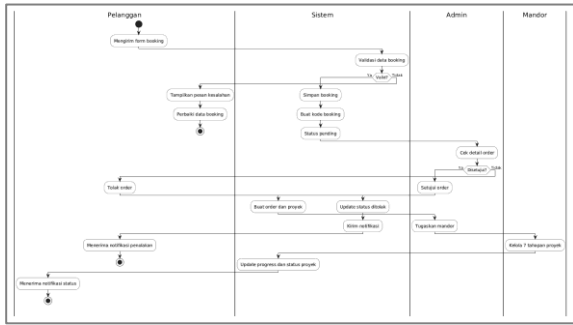 Pelanggan Sistem Admin Mandor
Mengirim form booking
Validasi data booking
Valid?
Ya Tidak
Tampilkan pesan kesalahan Simpan booking
Perbaiki data booking Buat kode booking
Status pending
Cek detail order
Disetujui?
Ya Tidak
Tolak order Setujui order
Buat order dan proyek Update status ditolak
Kirim notifikasi Tugaskan mandor
Menerima notifikasi penolakan Kelola 7 tahapan proyek
Update progress dan status proyek
Menerima notifikasi status